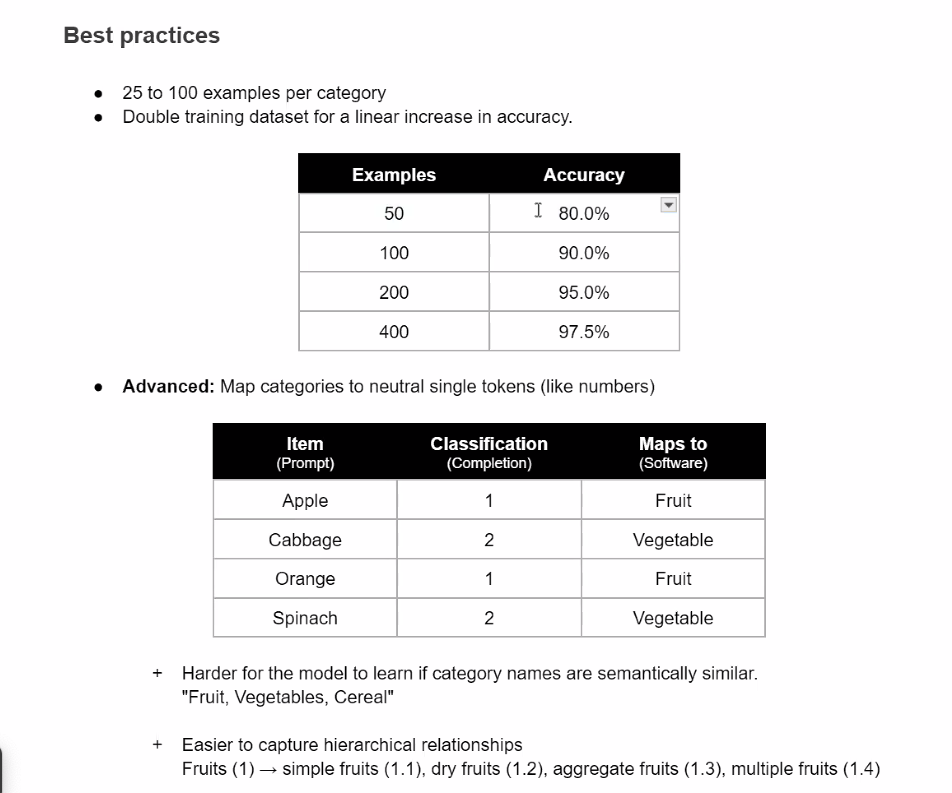 Best practices
● 25 to 100 examples per category
● Double training dataset for a linear increase in accuracy.
Examples Accuracy
50 80.0%
100 90.0%
200 95.0%
400 97.5%
● Advanced: Map categories to neutral single tokens (like numbers)
Item Classification Maps to
(Prompt) (Completion) (Software)
Apple 1 Fruit
Cabbage 2 Vegetable
Orange 1 Fruit
Spinach 2 Vegetable
+ Harder for the model to learn if category names are semantically similar.
"Fruit, Vegetables, Cereal"
+ Easier to capture hierarchical relationships
Fruits (1) → simple fruits (1.1), dry fruits (1.2), aggregate fruits (1.3), multiple fruits (1.4)